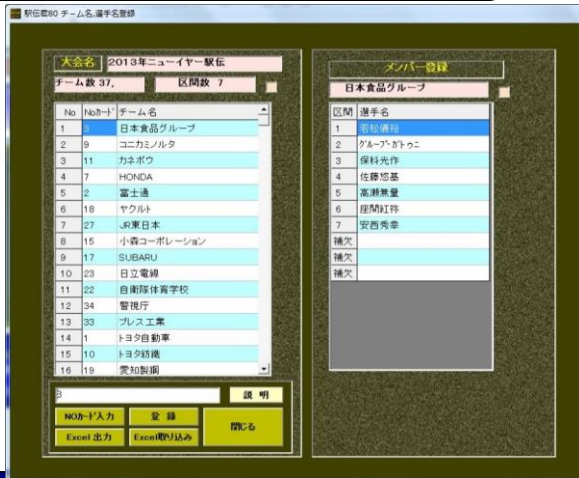 駅伝君80 チーム名,選手名登録
大会名 2013年ニューイヤー駅伝
チーム数 37, 区間数 7
No Noカード チーム名
1 3 日本食品グループ
2 9 コニカミノルタ
3 11 カネボウ
4 7 HONDA
5 2 富士通
6 18 ヤクルト
7 27 JR東日本
8 15 小森コーポレーション
9 17 SUBARU
10 23 日立電線
11 22 自衛隊体育学校
12 34 警視庁
13 33 プレス工業
14 1 トヨタ自動車
15 10 トヨタ紡織
16 19 愛知製鋼
3 説 明
NOカード入力 登 録 閉じる
Excel 出力 Excel取り込み
メンバー登録
日本食品グループ
区間 選手名
1 若松儀裕
2 グループ・ガトゥニ
3 保科光作
4 佐藤悠基
5 高瀬無量
6 座間紅祢
7 安西秀幸
補欠
補欠
補欠